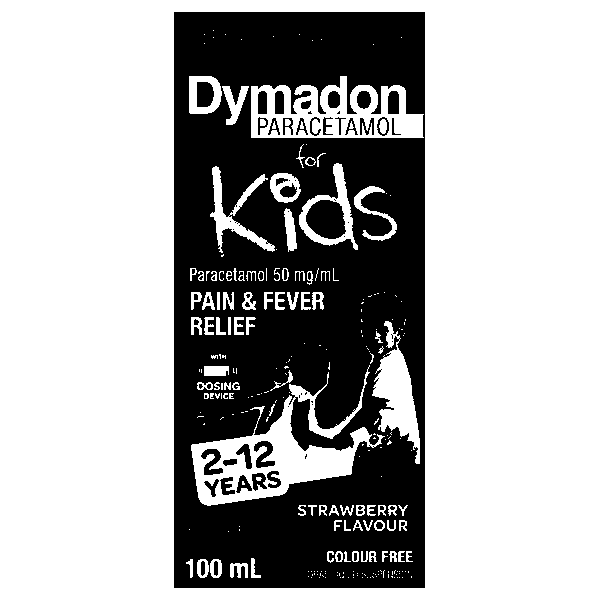 Dymadon
PARACETAMOL
for
Kids
Paracetamol 50 mg/mL
PAIN & FEVER
RELIEF
WITH
DOSING
DEVICE
2-12
YEARS
STRAWBERRY
FLAVOUR
COLOUR FREE
100 mL